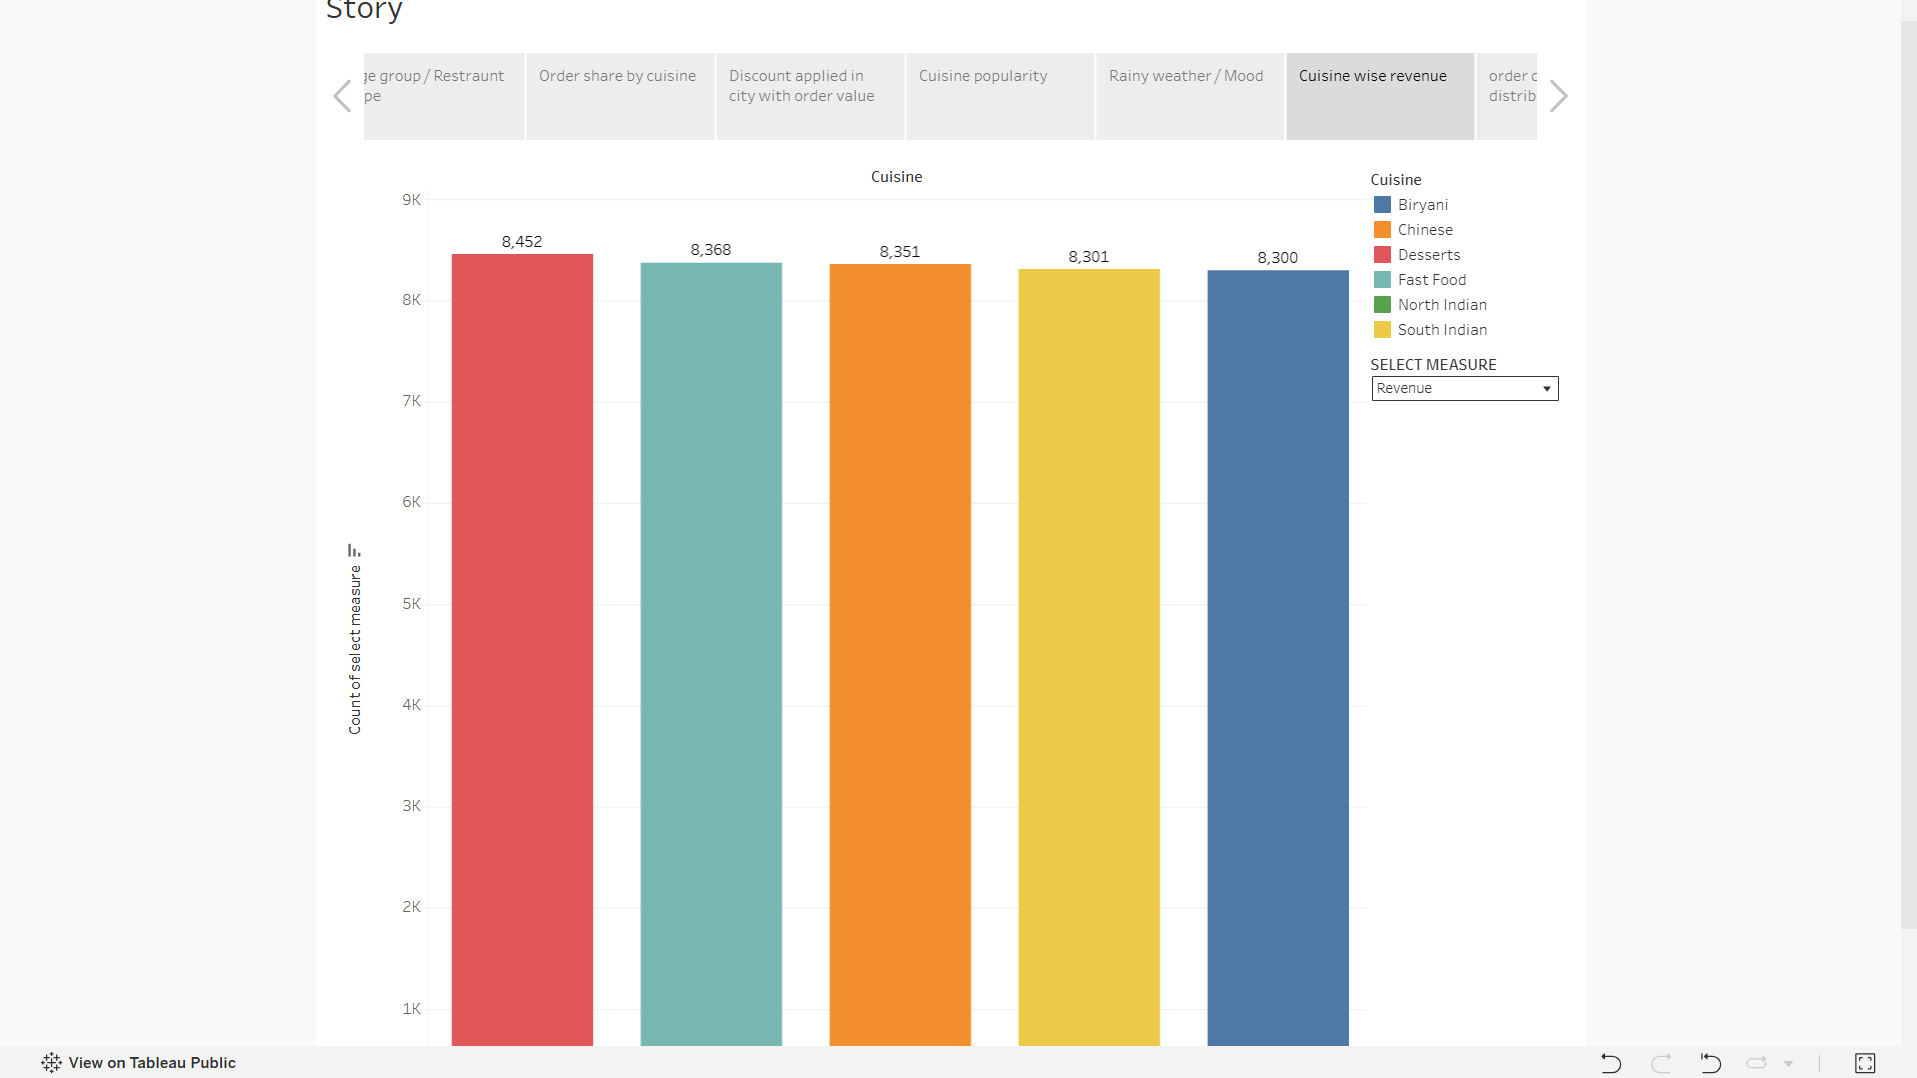 Story
ge group / Restraunt
pe
Order share by cuisine
Discount applied in
city with order value
Cuisine popularity
Rainy weather / Mood
Cuisine wise revenue
order
distrib
Cuisine
9K
8K
7K
6K
5K
4K
3K
2K
1K
Count of select measure
8,452
8,368
8,351
8,301
8,300
Cuisine
Biryani
Chinese
Desserts
Fast Food
North Indian
South Indian
SELECT MEASURE
Revenue
View on Tableau Public